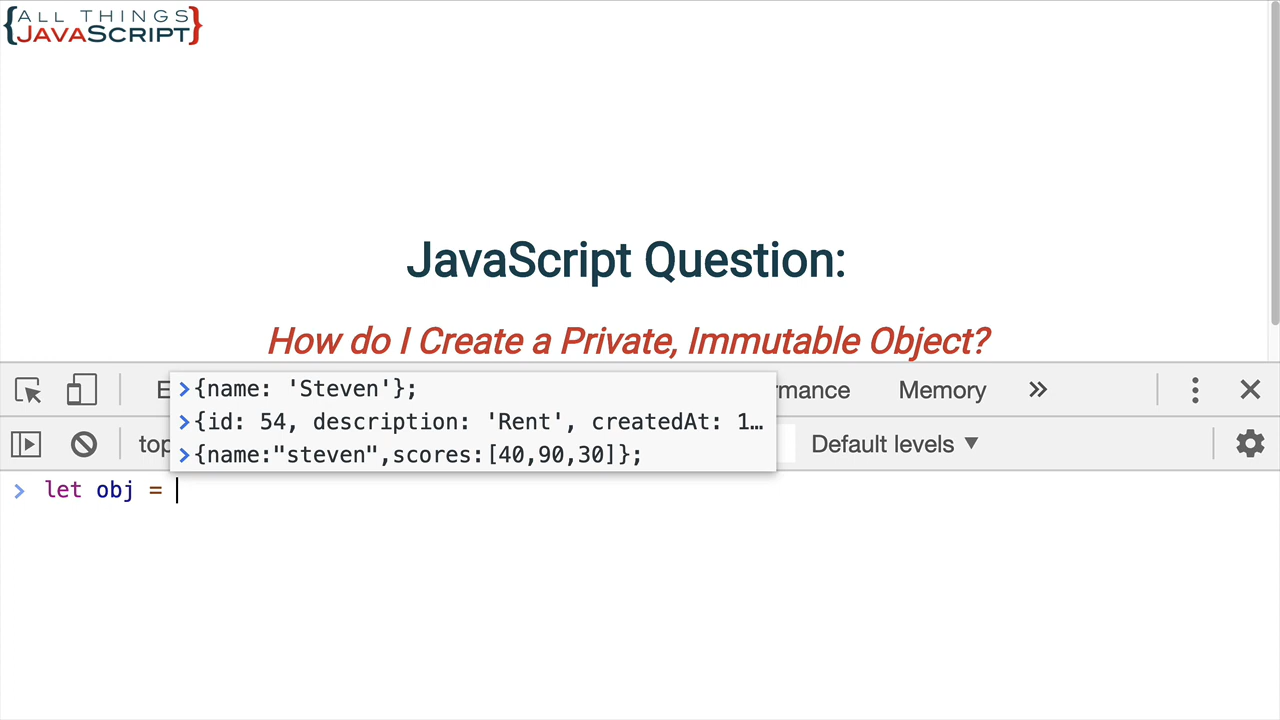 {ALL THINGS
JAVASCRIPT}
JavaScript Question:
How do I Create a Private, Immutable Object?
E
rmance
Memory
»
>{name: 'Steven'};
>{id: 54, description: 'Rent', createdAt: 1…
>{name:"steven",scores:[40,90,30]};
top
Default levels ▼
> let obj =